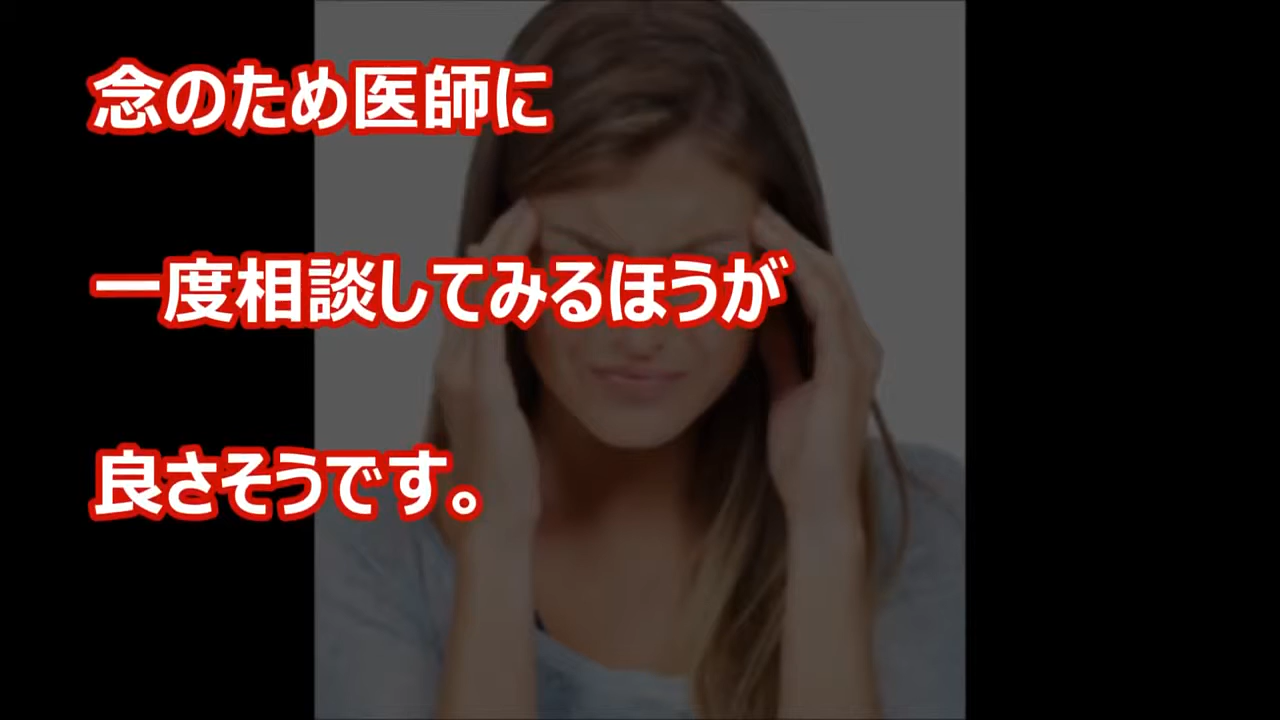 念のため医師に
一度相談してみるほうが
良さそうです。